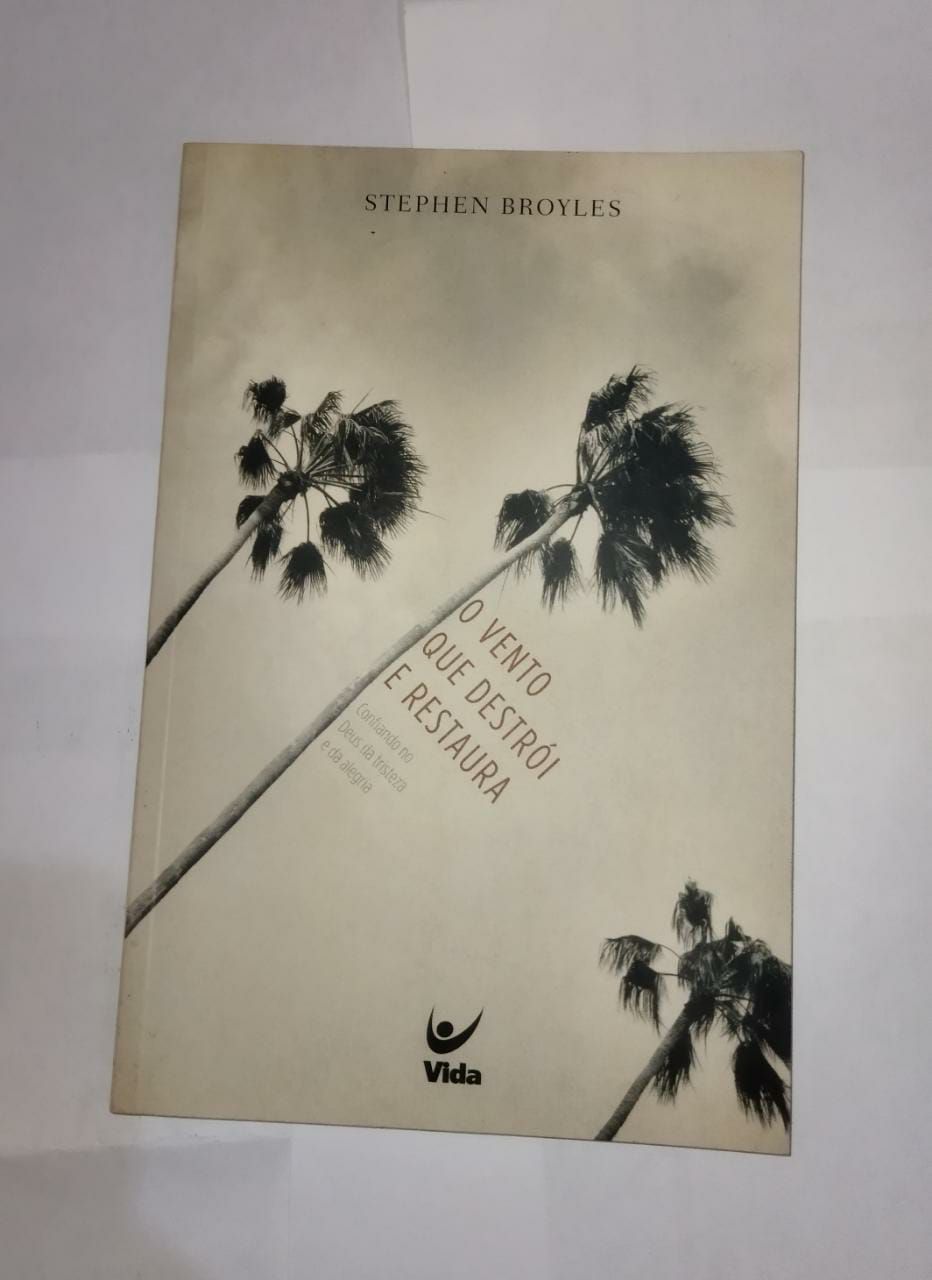 STEPHEN BROYLES
O VENTO
QUE DESTRÓI
E RESTAURA
Confiando no
Deus da tristeza
e da alegria
Vida